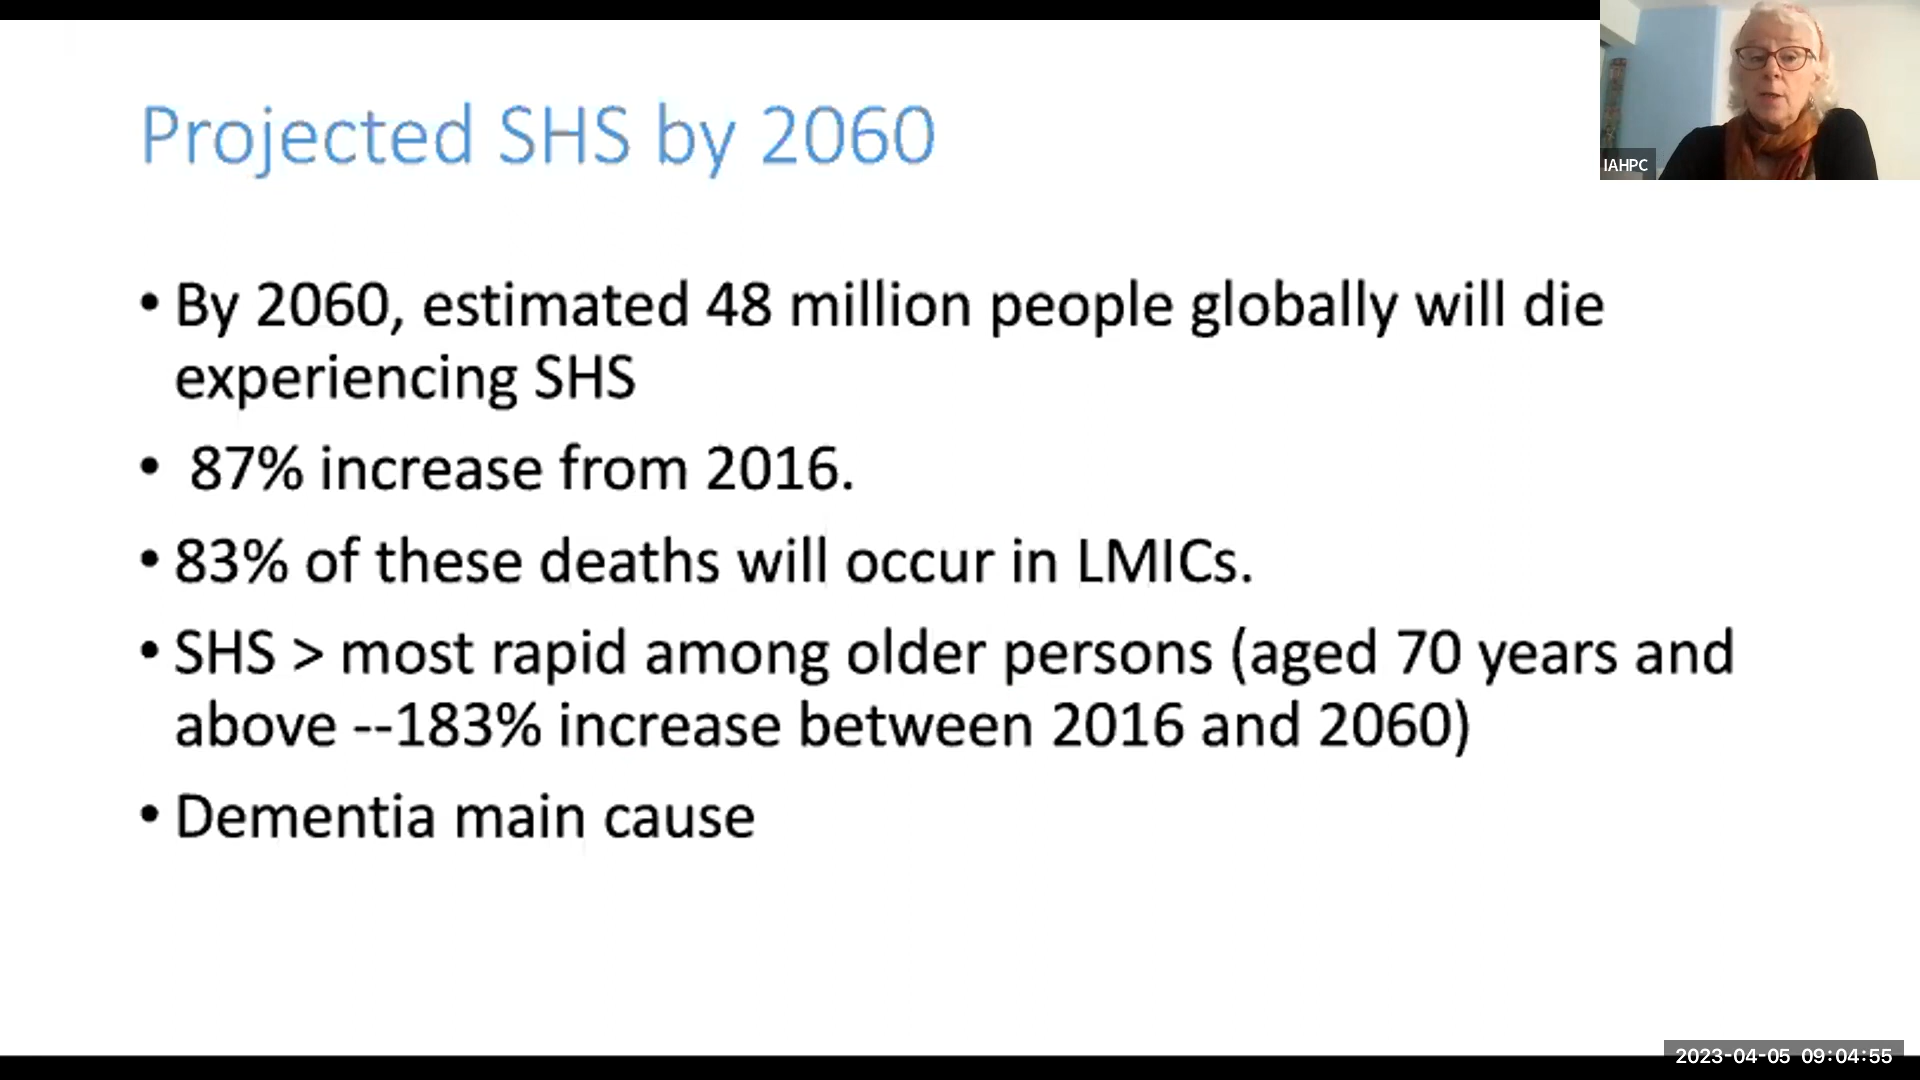 Projected SHS by 2060
IAHPC
• By 2060, estimated 48 million people globally will die
experiencing SHS
• 87% increase from 2016.
• 83% of these deaths will occur in LMICs.
• SHS > most rapid among older persons (aged 70 years and
above --183% increase between 2016 and 2060)
• Dementia main cause
2023-04-05 09:04:55